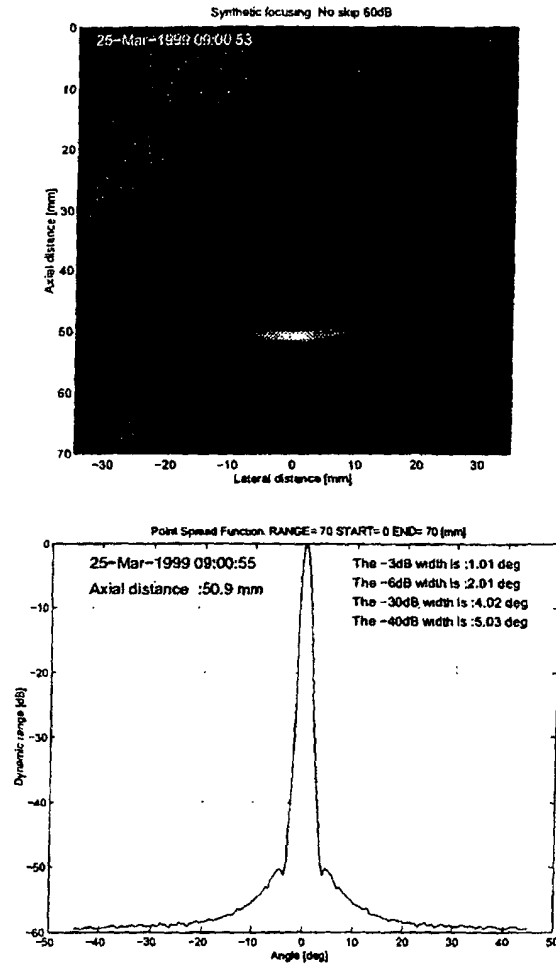 Synthetic focusing No skip 60dB
25-Mar-1999 09:00 53
0
10
20
30
40
50
60
70
Axial distance [mm]
-30 -20 -10 0 10 20 30
Lateral distance [mm]
Point Spread Function RANGE= 70 START= 0 END= 70 [mm]
25-Mar-1999 09:00:55
Axial distance :50.9 mm
The -3dB width is :1.01 deg
The -6dB width is :2.01 deg
The -30dB width is :4.02 deg
The -40dB width is :5.03 deg
0
-10
-20
-30
-40
-50
-60
Dynamic range [dB]
-50 -40 -30 -20 -10 0 10 20 30 40 50
Angle [deg]